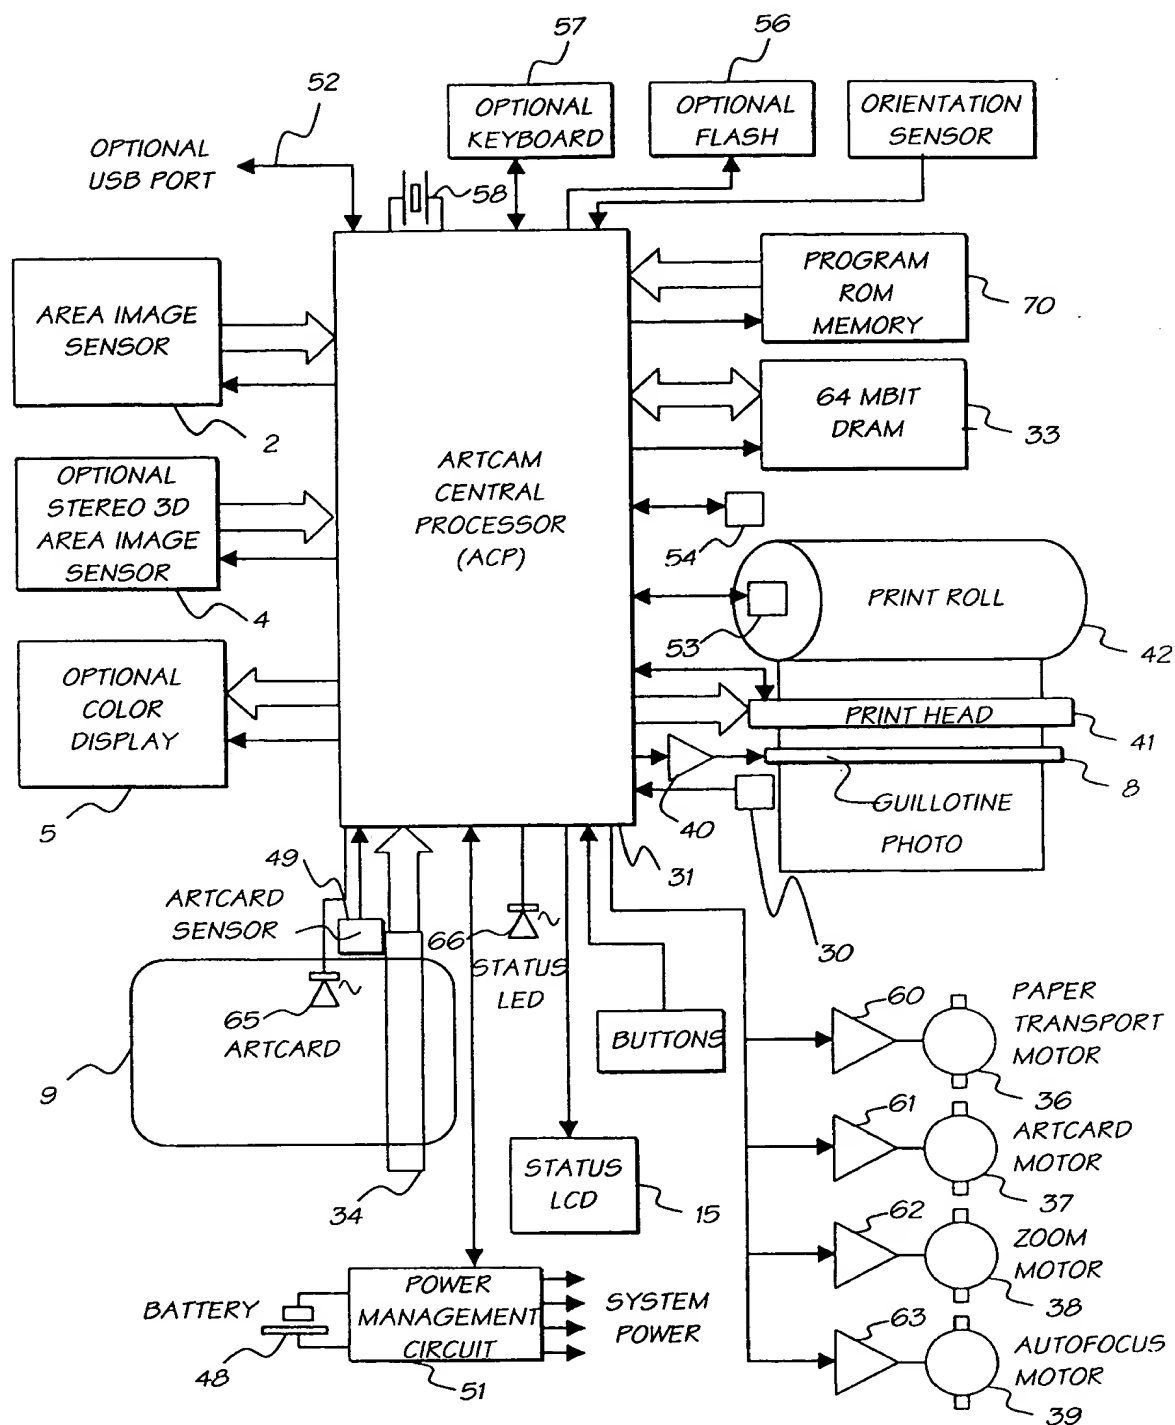 57
56
52
OPTIONAL
KEYBOARD
OPTIONAL
FLASH
ORIENTATION
SENSOR
OPTIONAL
USB PORT
58
AREA IMAGE
SENSOR
2
PROGRAM
ROM
MEMORY
70
64 MBIT
DRAM
33
OPTIONAL
STEREO 3D
AREA IMAGE
SENSOR
4
ARTCAM
CENTRAL
PROCESSOR
(ACP)
54
PRINT ROLL
53
42
OPTIONAL
COLOR
DISPLAY
5
PRINT HEAD
41
8
GUILLOTINE
40
PHOTO
31
30
49
ARTCARD
SENSOR
66
STATUS
LED
65
ARTCARD
9
34
BUTTONS
STATUS
LCD
15
60
PAPER
TRANSPORT
MOTOR
36
61
ARTCARD
MOTOR
37
62
ZOOM
MOTOR
38
63
AUTOFOCUS
MOTOR
39
BATTERY
48
POWER
MANAGEMENT
CIRCUIT
51
SYSTEM
POWER